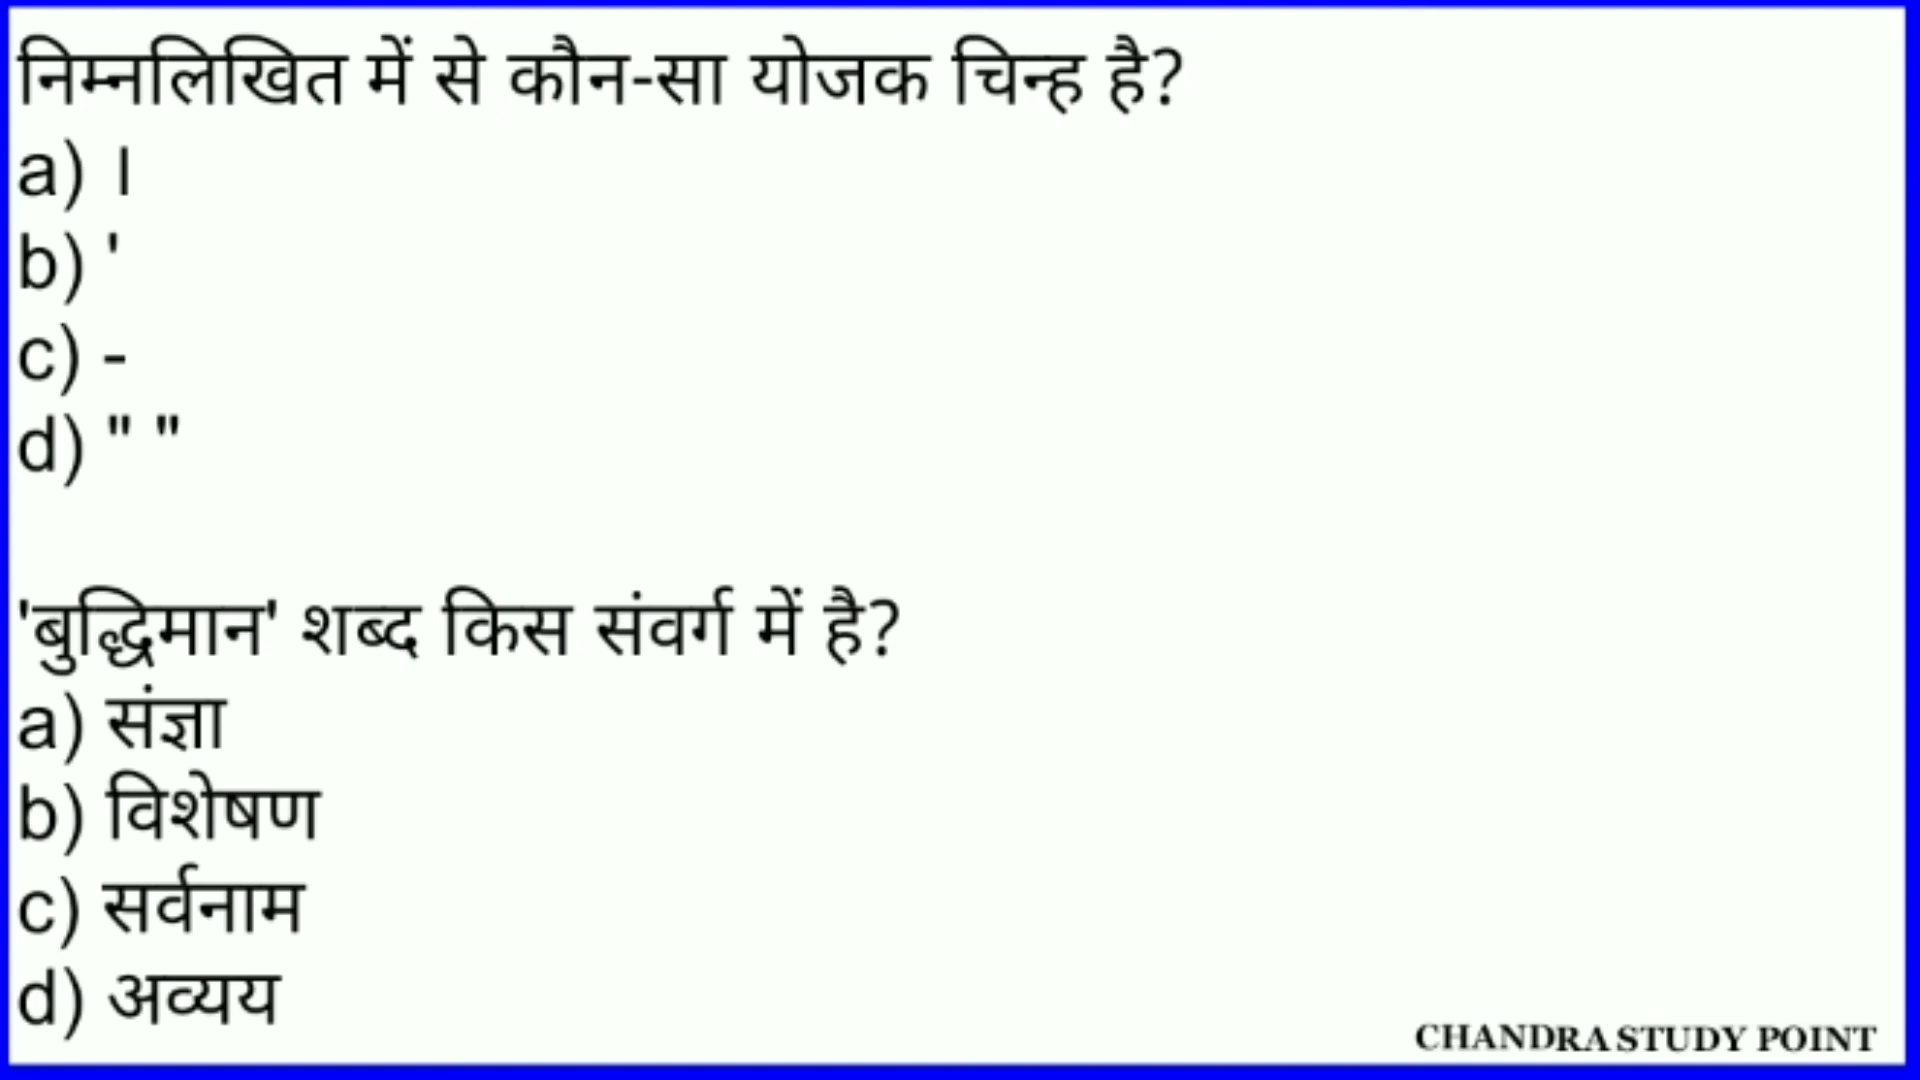 निम्नलिखित में से कौन-सा योजक चिन्ह है?
a) ।
b) '
c) -
d) " "
'बुद्धिमान' शब्द किस संवर्ग में है?
a) संज्ञा
b) विशेषण
c) सर्वनाम
d) अव्यय
CHANDRA STUDY POINT